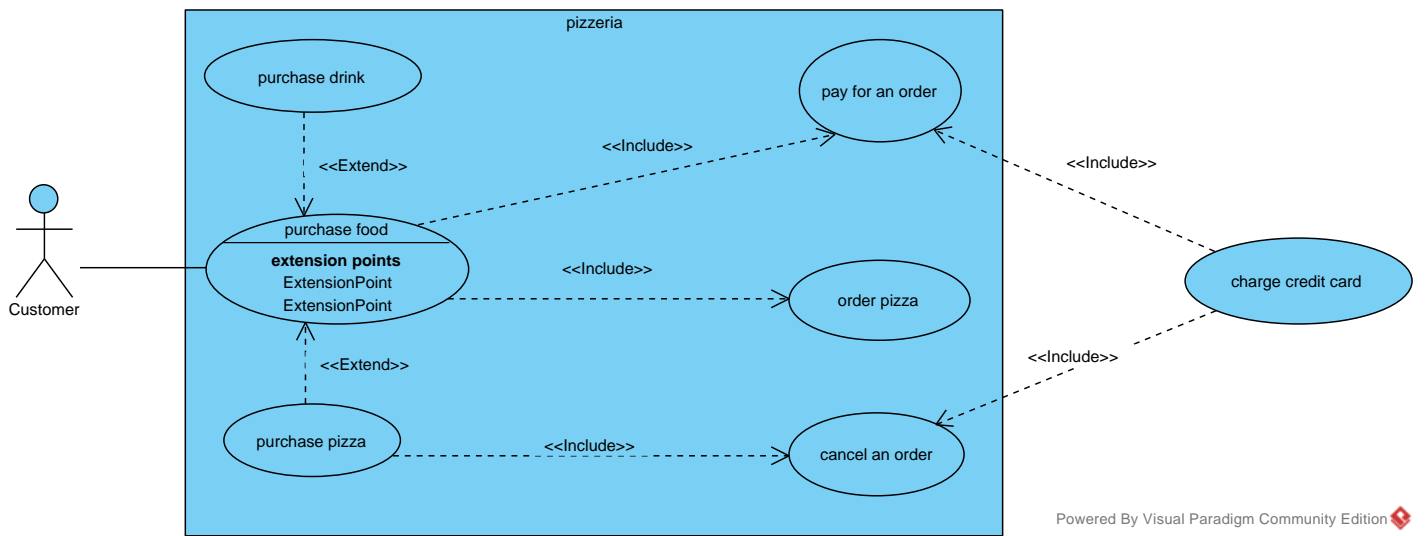 pizzeria
purchase drink
pay for an order
<<Include>>
<<Include>>
<<Extend>>
purchase food
extension points
ExtensionPoint
ExtensionPoint
<<Include>>
order pizza
charge credit card
Customer
<<Extend>>
<<Include>>
purchase pizza
<<Include>>
cancel an order
Powered By Visual Paradigm Community Edition